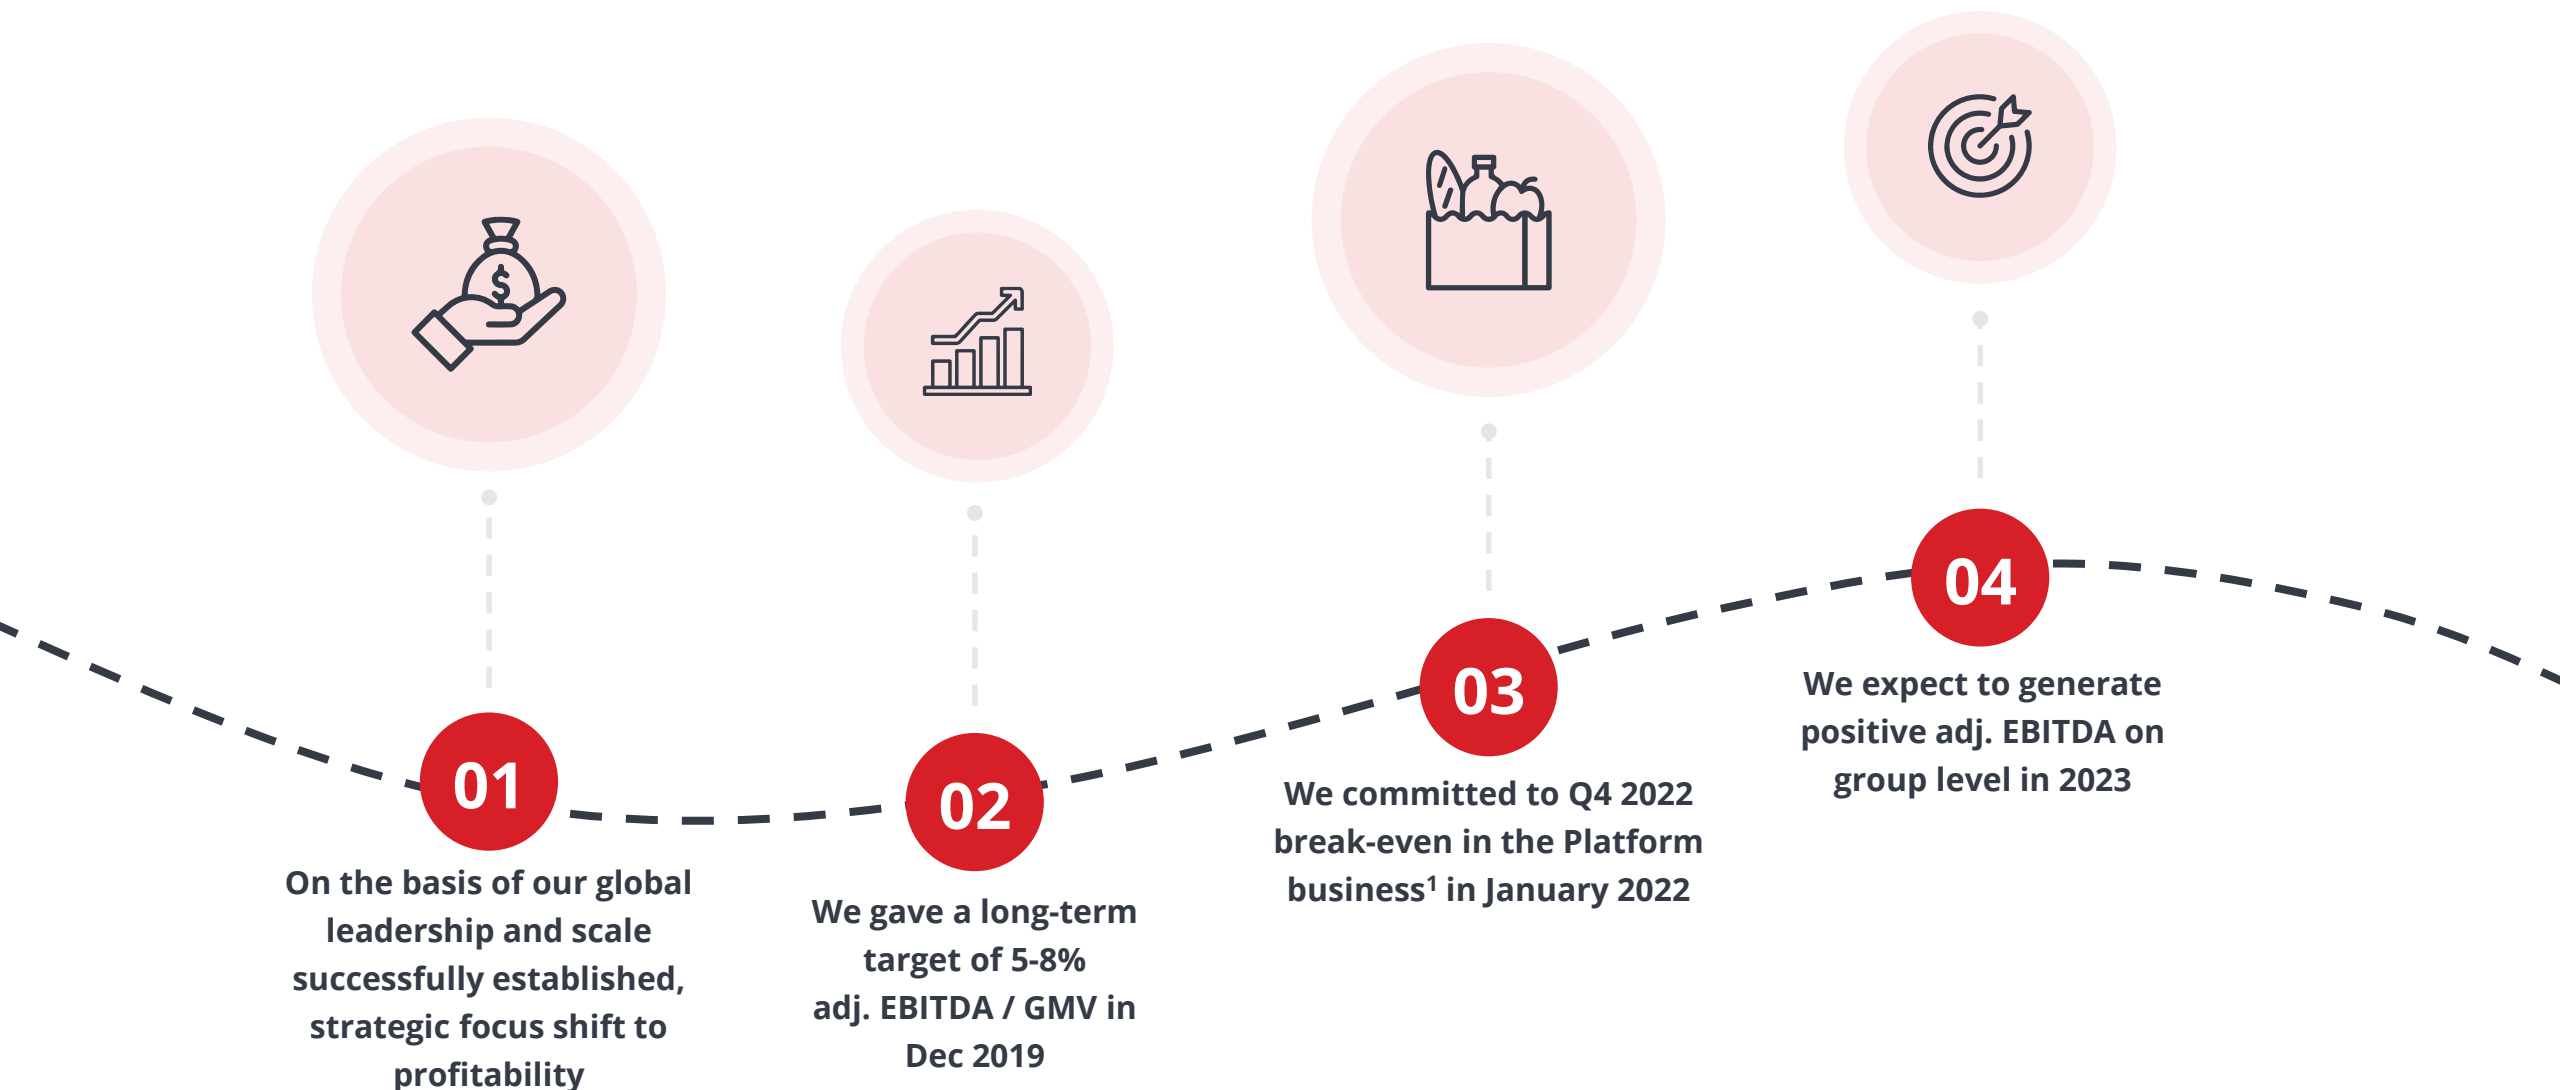 $
01
On the basis of our global
leadership and scale
successfully established,
strategic focus shift to
profitability
02
We gave a long-term
target of 5-8%
adj. EBITDA / GMV in
Dec 2019
03
We committed to Q4 2022
break-even in the Platform
business¹ in January 2022
04
We expect to generate
positive adj. EBITDA on
group level in 2023